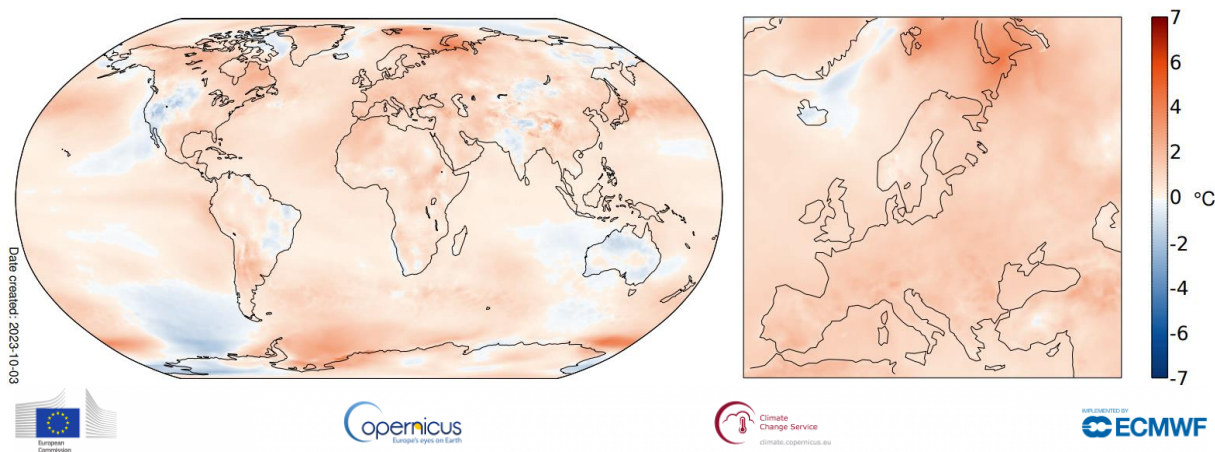 7
6
4
2
0 °C
-2
-4
-6
-7
Date created: 2023-10-03
European
Commission
opernicus
Europe's eyes on Earth
Climate
Change Service
climate.copernicus.eu
IMPLEMENTED BY
ECMWF